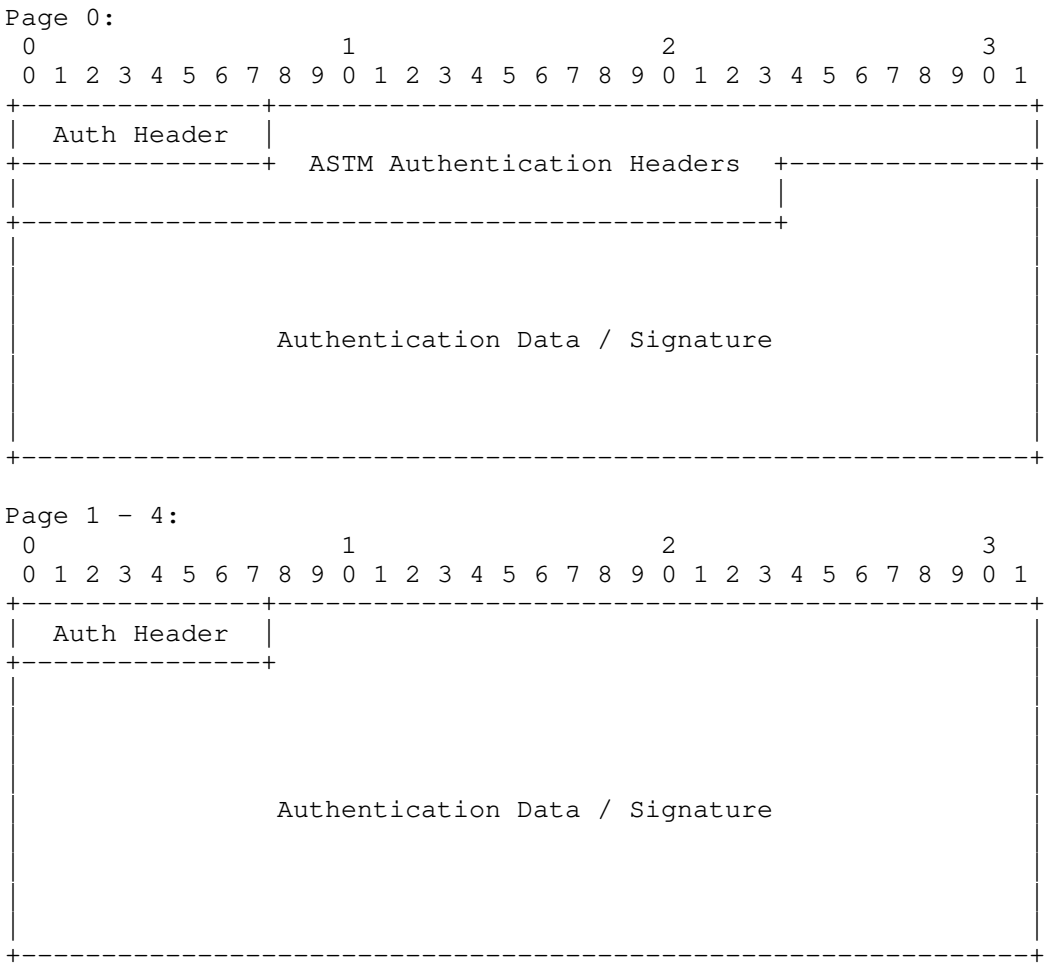 Page 0:
0 1 2 3
0 1 2 3 4 5 6 7 8 9 0 1 2 3 4 5 6 7 8 9 0 1 2 3 4 5 6 7 8 9 0 1
Auth Header
ASTM Authentication Headers
Authentication Data / Signature
Page 1 - 4:
0 1 2 3
0 1 2 3 4 5 6 7 8 9 0 1 2 3 4 5 6 7 8 9 0 1 2 3 4 5 6 7 8 9 0 1
Auth Header
Authentication Data / Signature